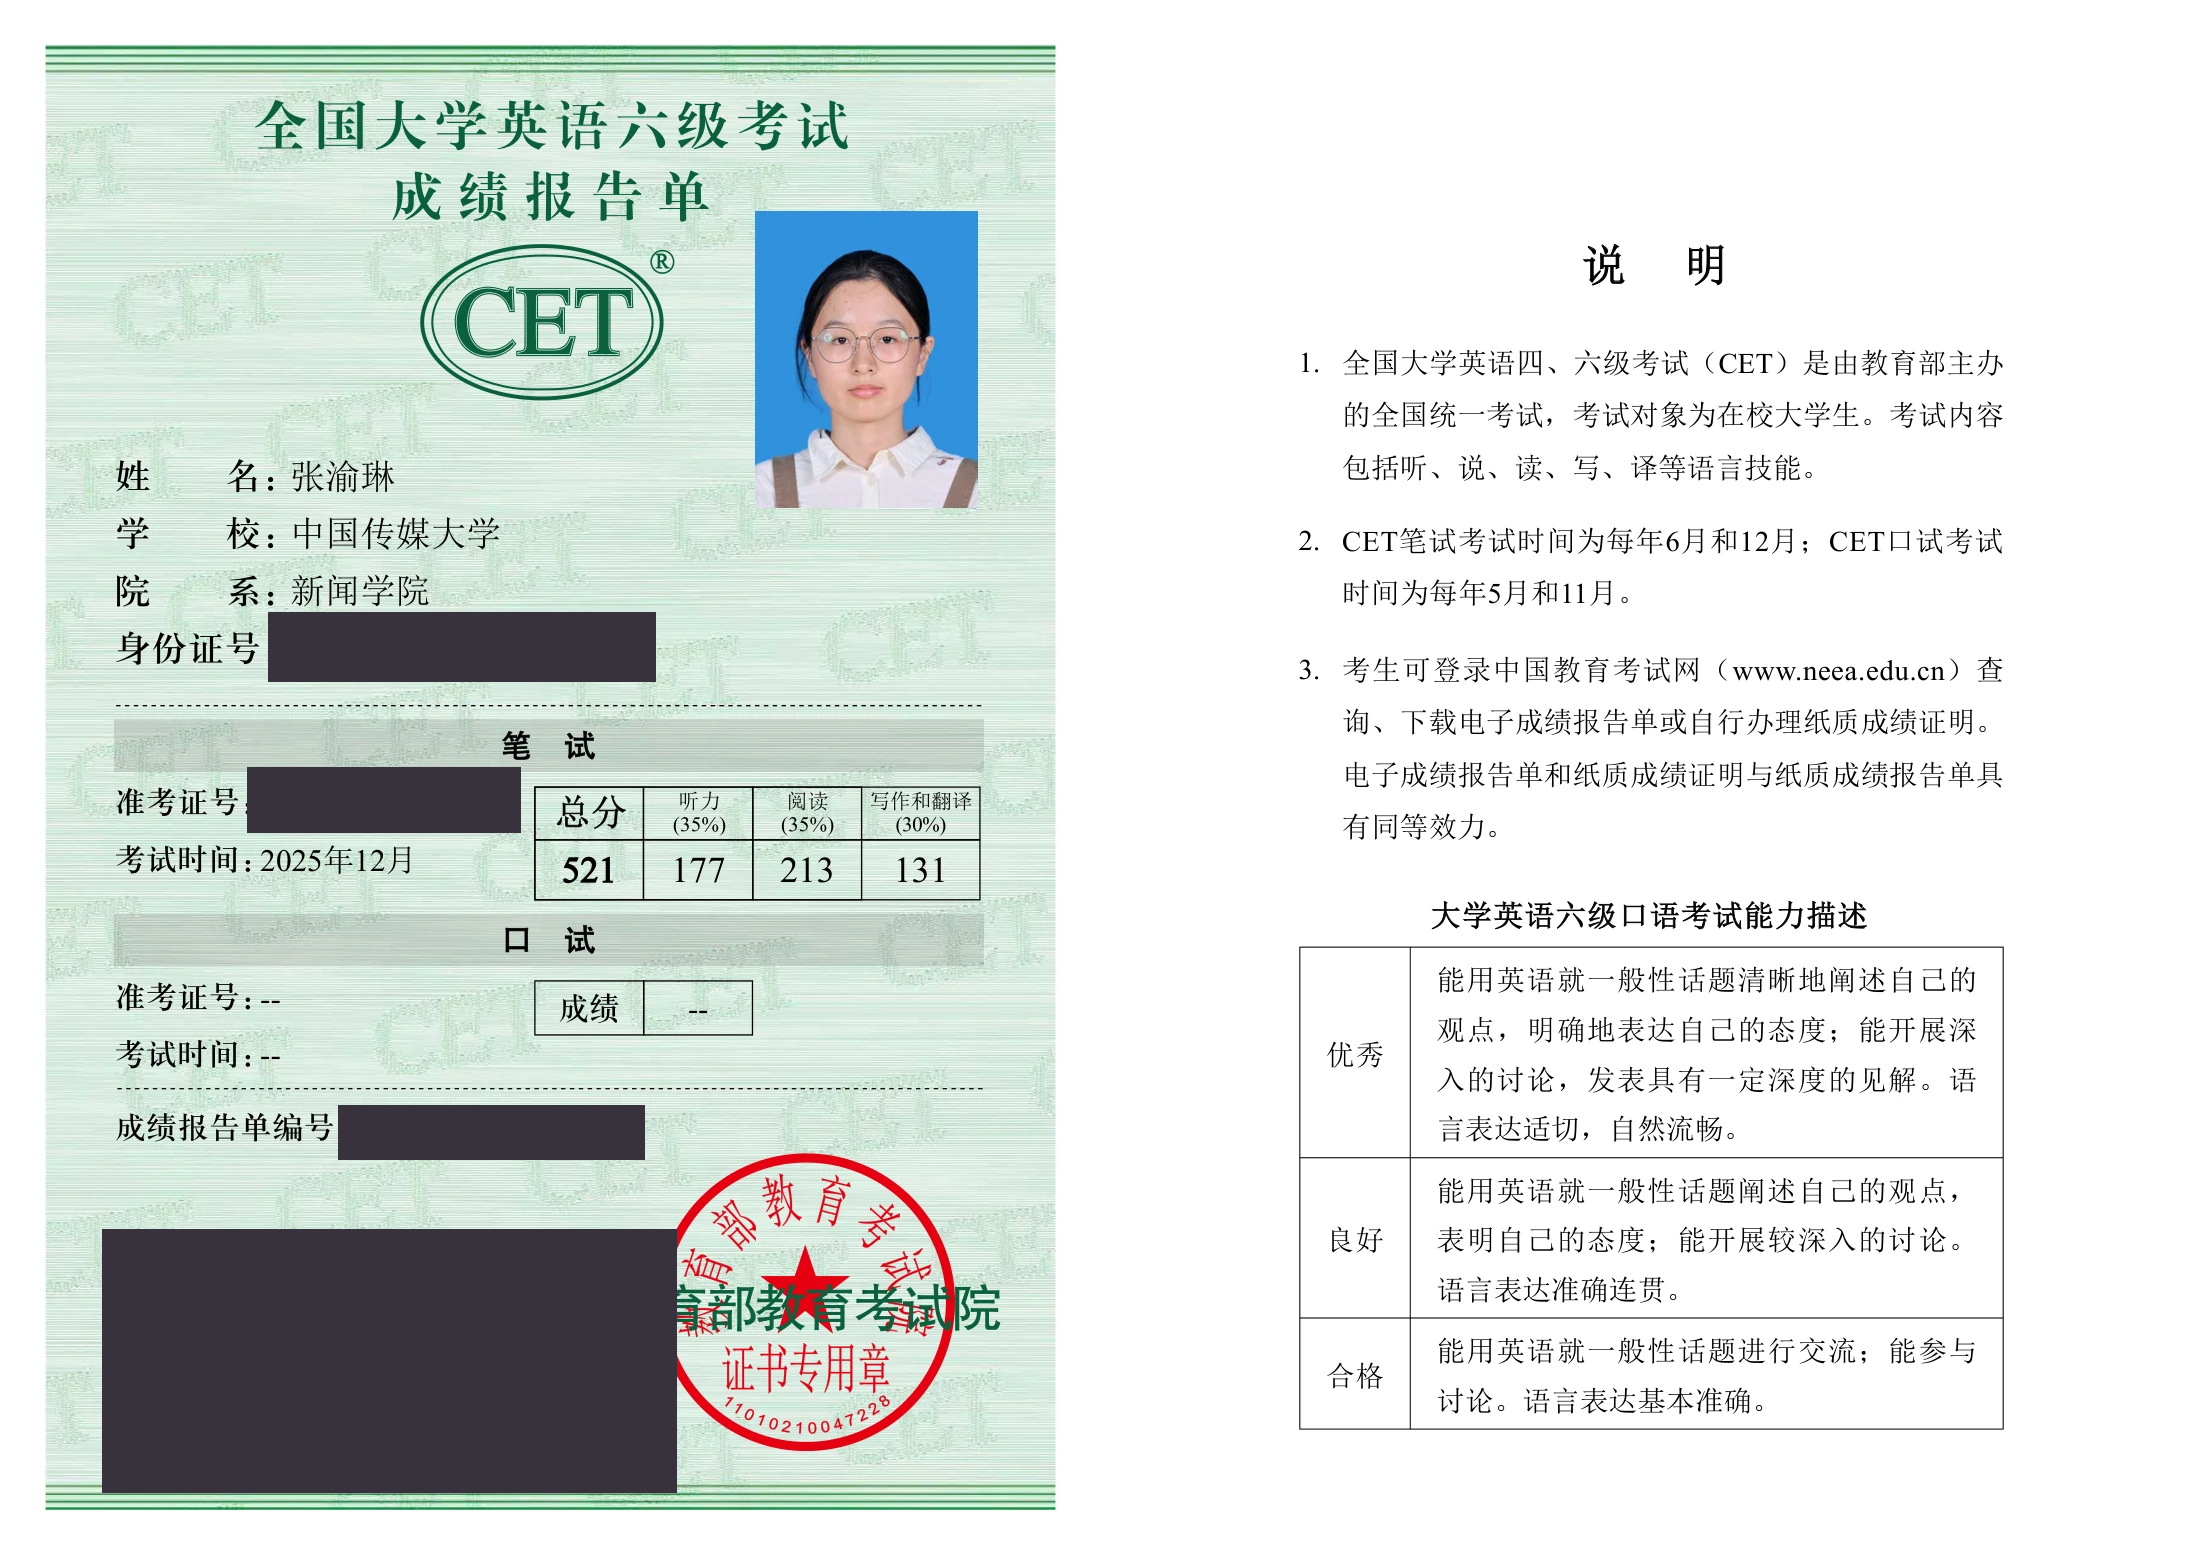 全国大学英语六级考试
成绩报告单
CET®
姓 名：张渝琳
学 校：中国传媒大学
院 系：新闻学院
身份证号
笔 试
准考证号:
考试时间：2025年12月
总分 听力(35%) 阅读(35%) 写作和翻译(30%)
521 177 213 131
口 试
准考证号：--
考试时间：--
成绩 --
成绩报告单编号
教育部教育考试院
育部教育考试院
证书专用章
11010210047228
说 明
1. 全国大学英语四、六级考试（CET）是由教育部主办
的全国统一考试，考试对象为在校大学生。考试内容
包括听、说、读、写、译等语言技能。
2. CET笔试考试时间为每年6月和12月；CET口试考试
时间为每年5月和11月。
3. 考生可登录中国教育考试网（www.neea.edu.cn）查
询、下载电子成绩报告单或自行办理纸质成绩证明。
电子成绩报告单和纸质成绩证明与纸质成绩报告单具
有同等效力。
大学英语六级口语考试能力描述
优秀
能用英语就一般性话题清晰地阐述自己的
观点，明确地表达自己的态度；能开展深
入的讨论，发表具有一定深度的见解。语
言表达适切，自然流畅。
良好
能用英语就一般性话题阐述自己的观点，
表明自己的态度；能开展较深入的讨论。
语言表达准确连贯。
合格
能用英语就一般性话题进行交流；能参与
讨论。语言表达基本准确。